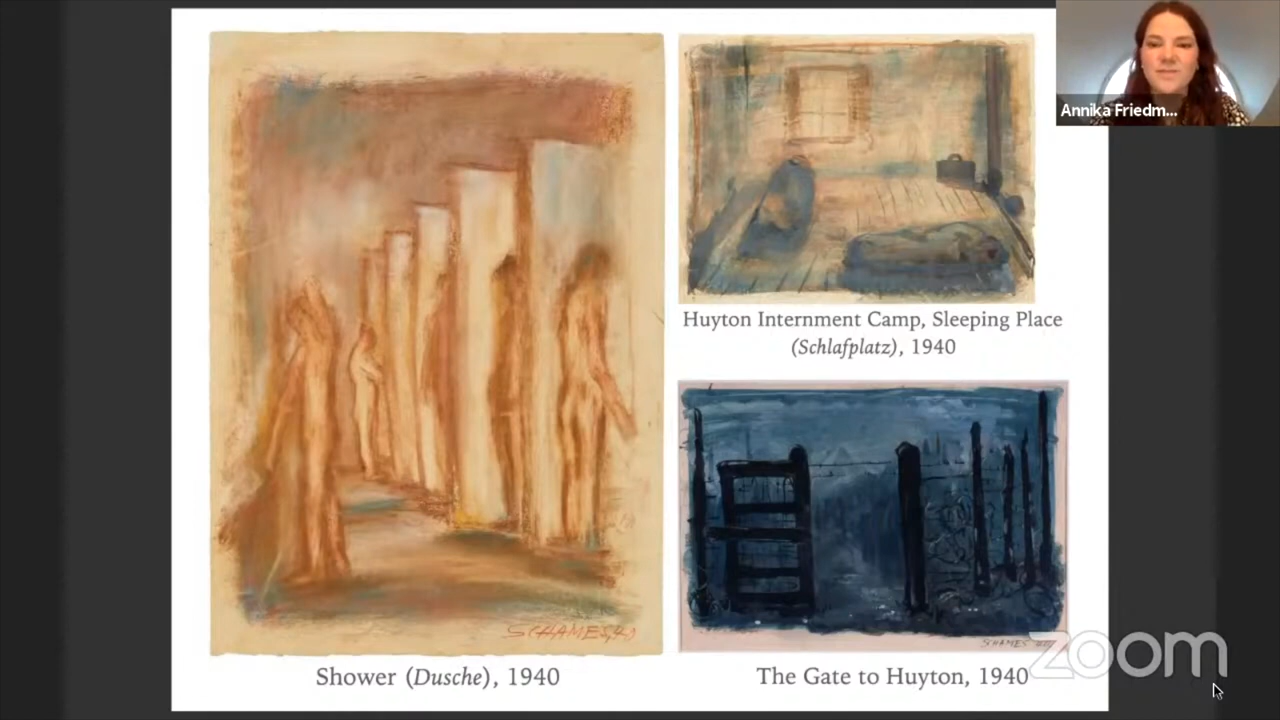 Annika Friedm...
SCHAMES
Huyton Internment Camp, Sleeping Place
(Schlafplatz), 1940
SCHAMES
Shower (Dusche), 1940
The Gate to Huyton, 1940
zoom